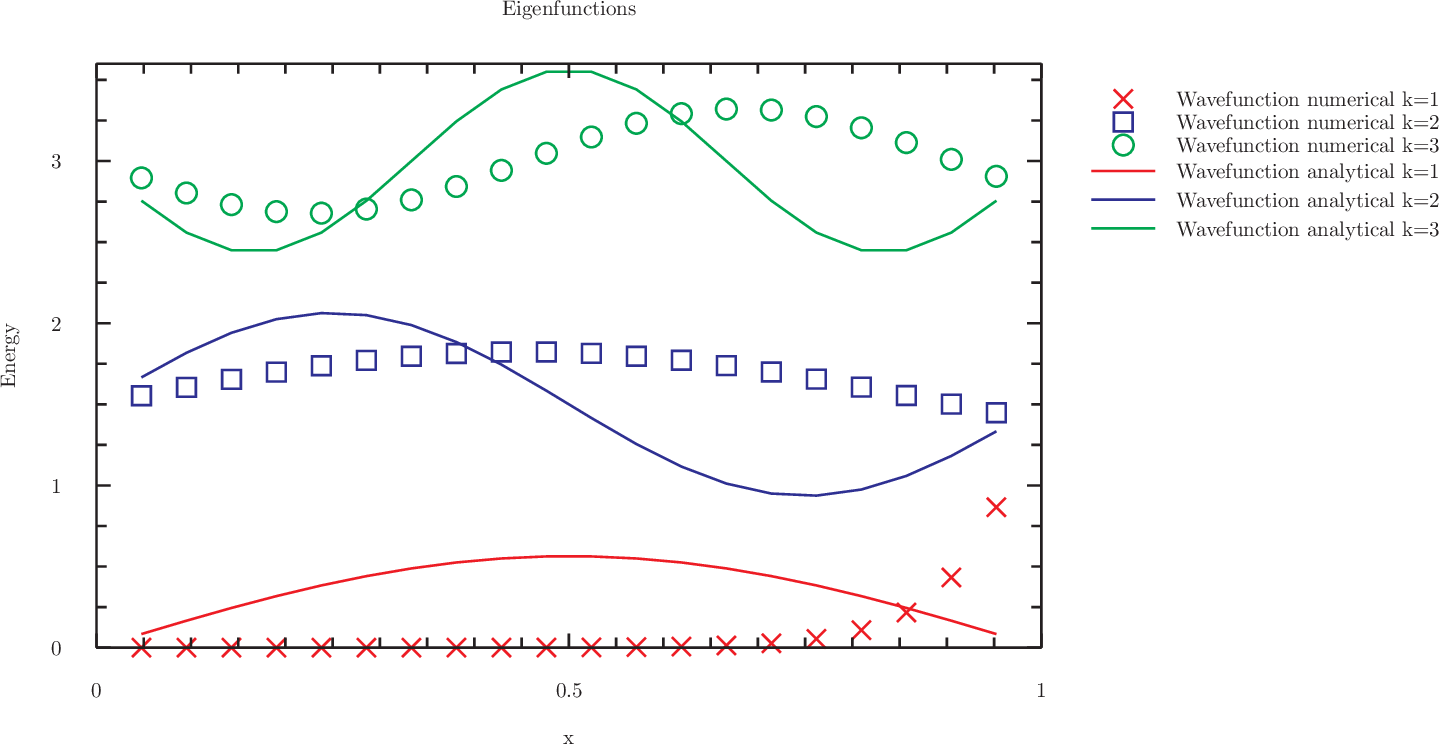 Eigenfunctions
Wavefunction numerical k=1
Wavefunction numerical k=2
Wavefunction numerical k=3
Wavefunction analytical k=1
Wavefunction analytical k=2
Wavefunction analytical k=3
3
2
Energy
1
0
0 0.5 1
x